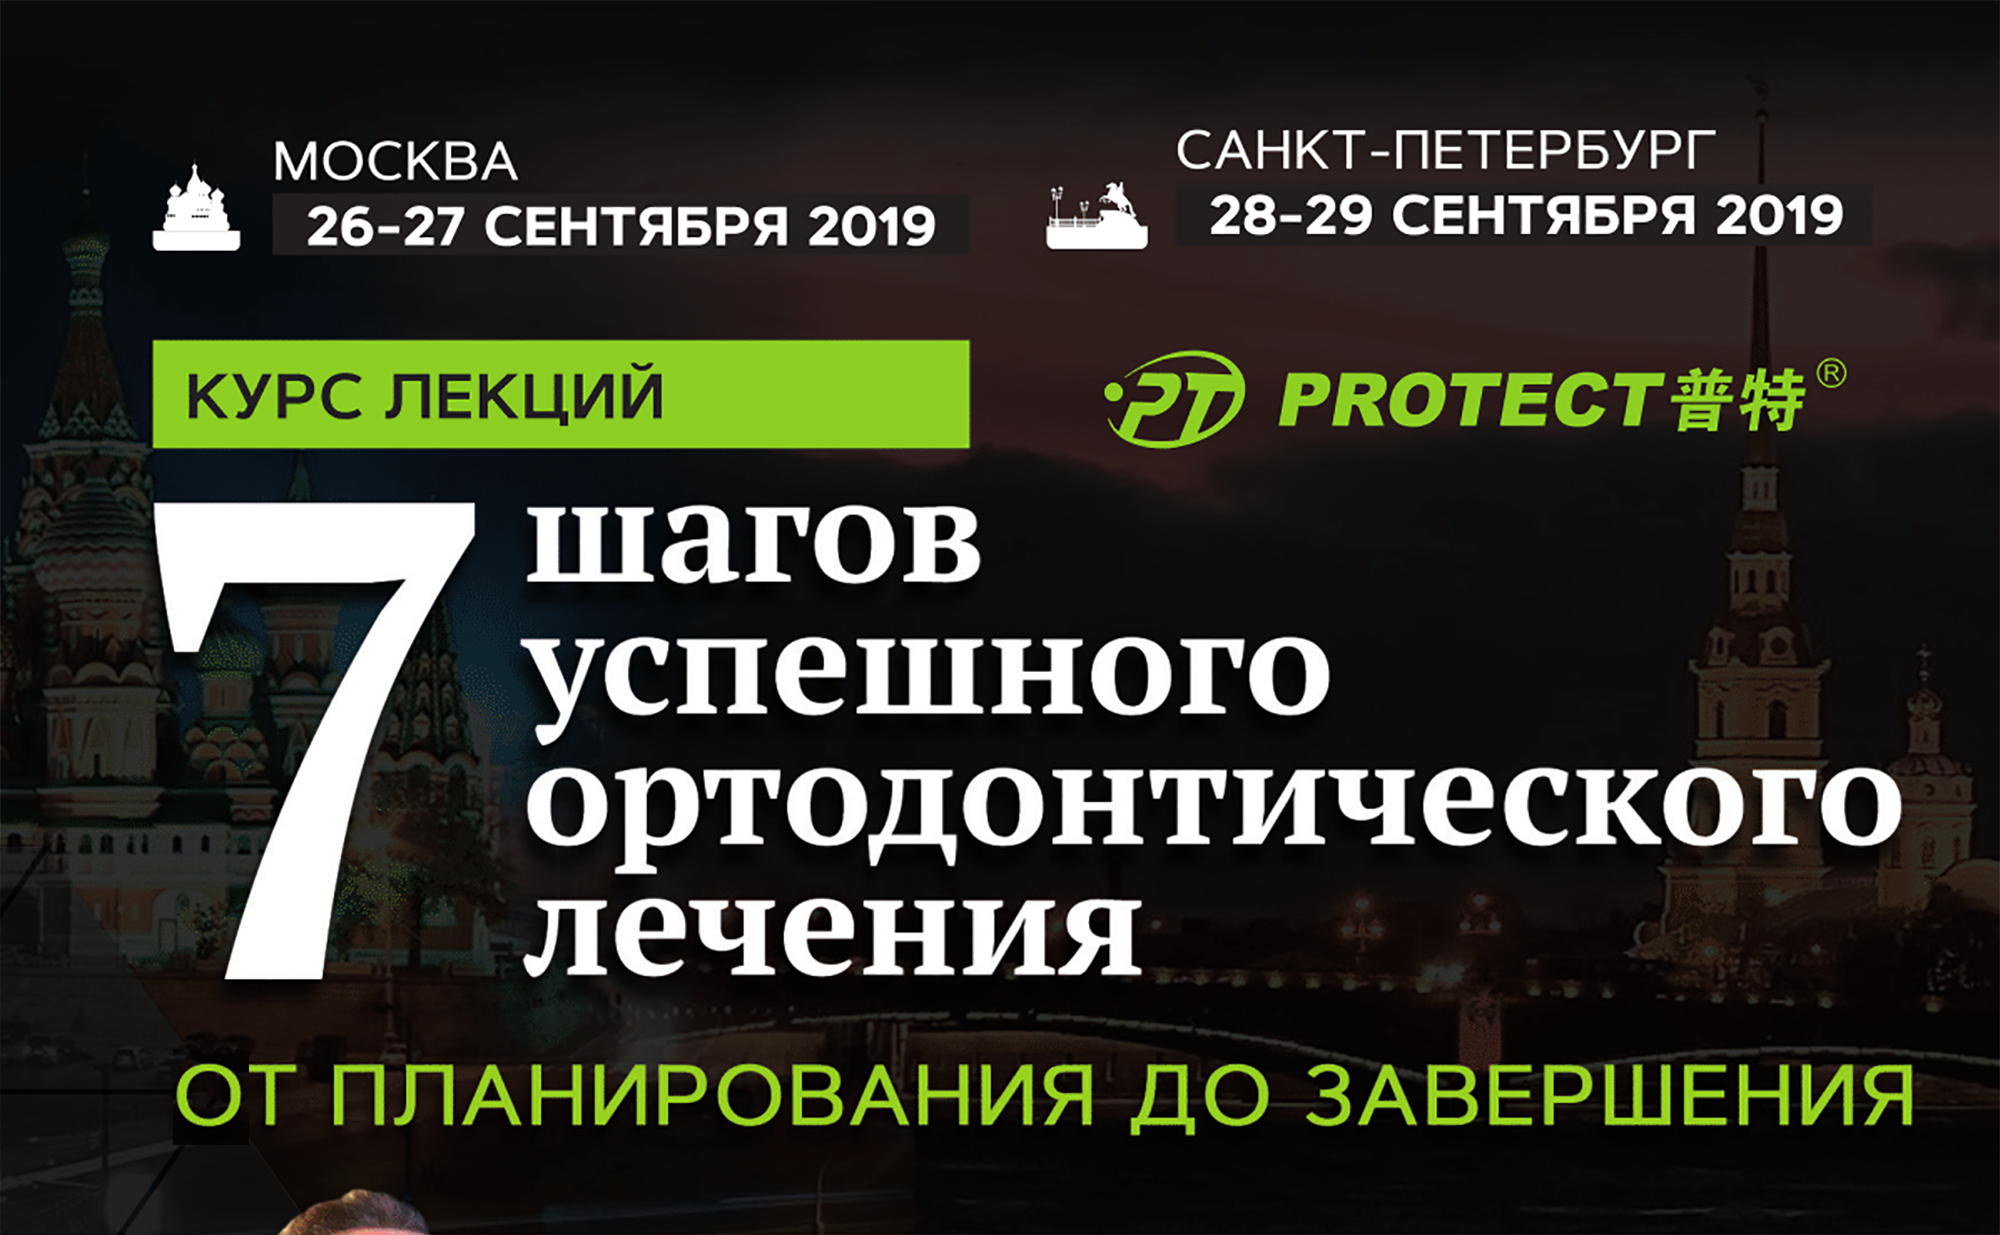 МОСКВА
26-27 СЕНТЯБРЯ 2019
САНКТ-ПЕТЕРБУРГ
28-29 СЕНТЯБРЯ 2019
КУРС ЛЕКЦИЙ
PT PROTECT普特®
7 шагов
успешного
ортодонтического
лечения
ОТ ПЛАНИРОВАНИЯ ДО ЗАВЕРШЕНИЯ